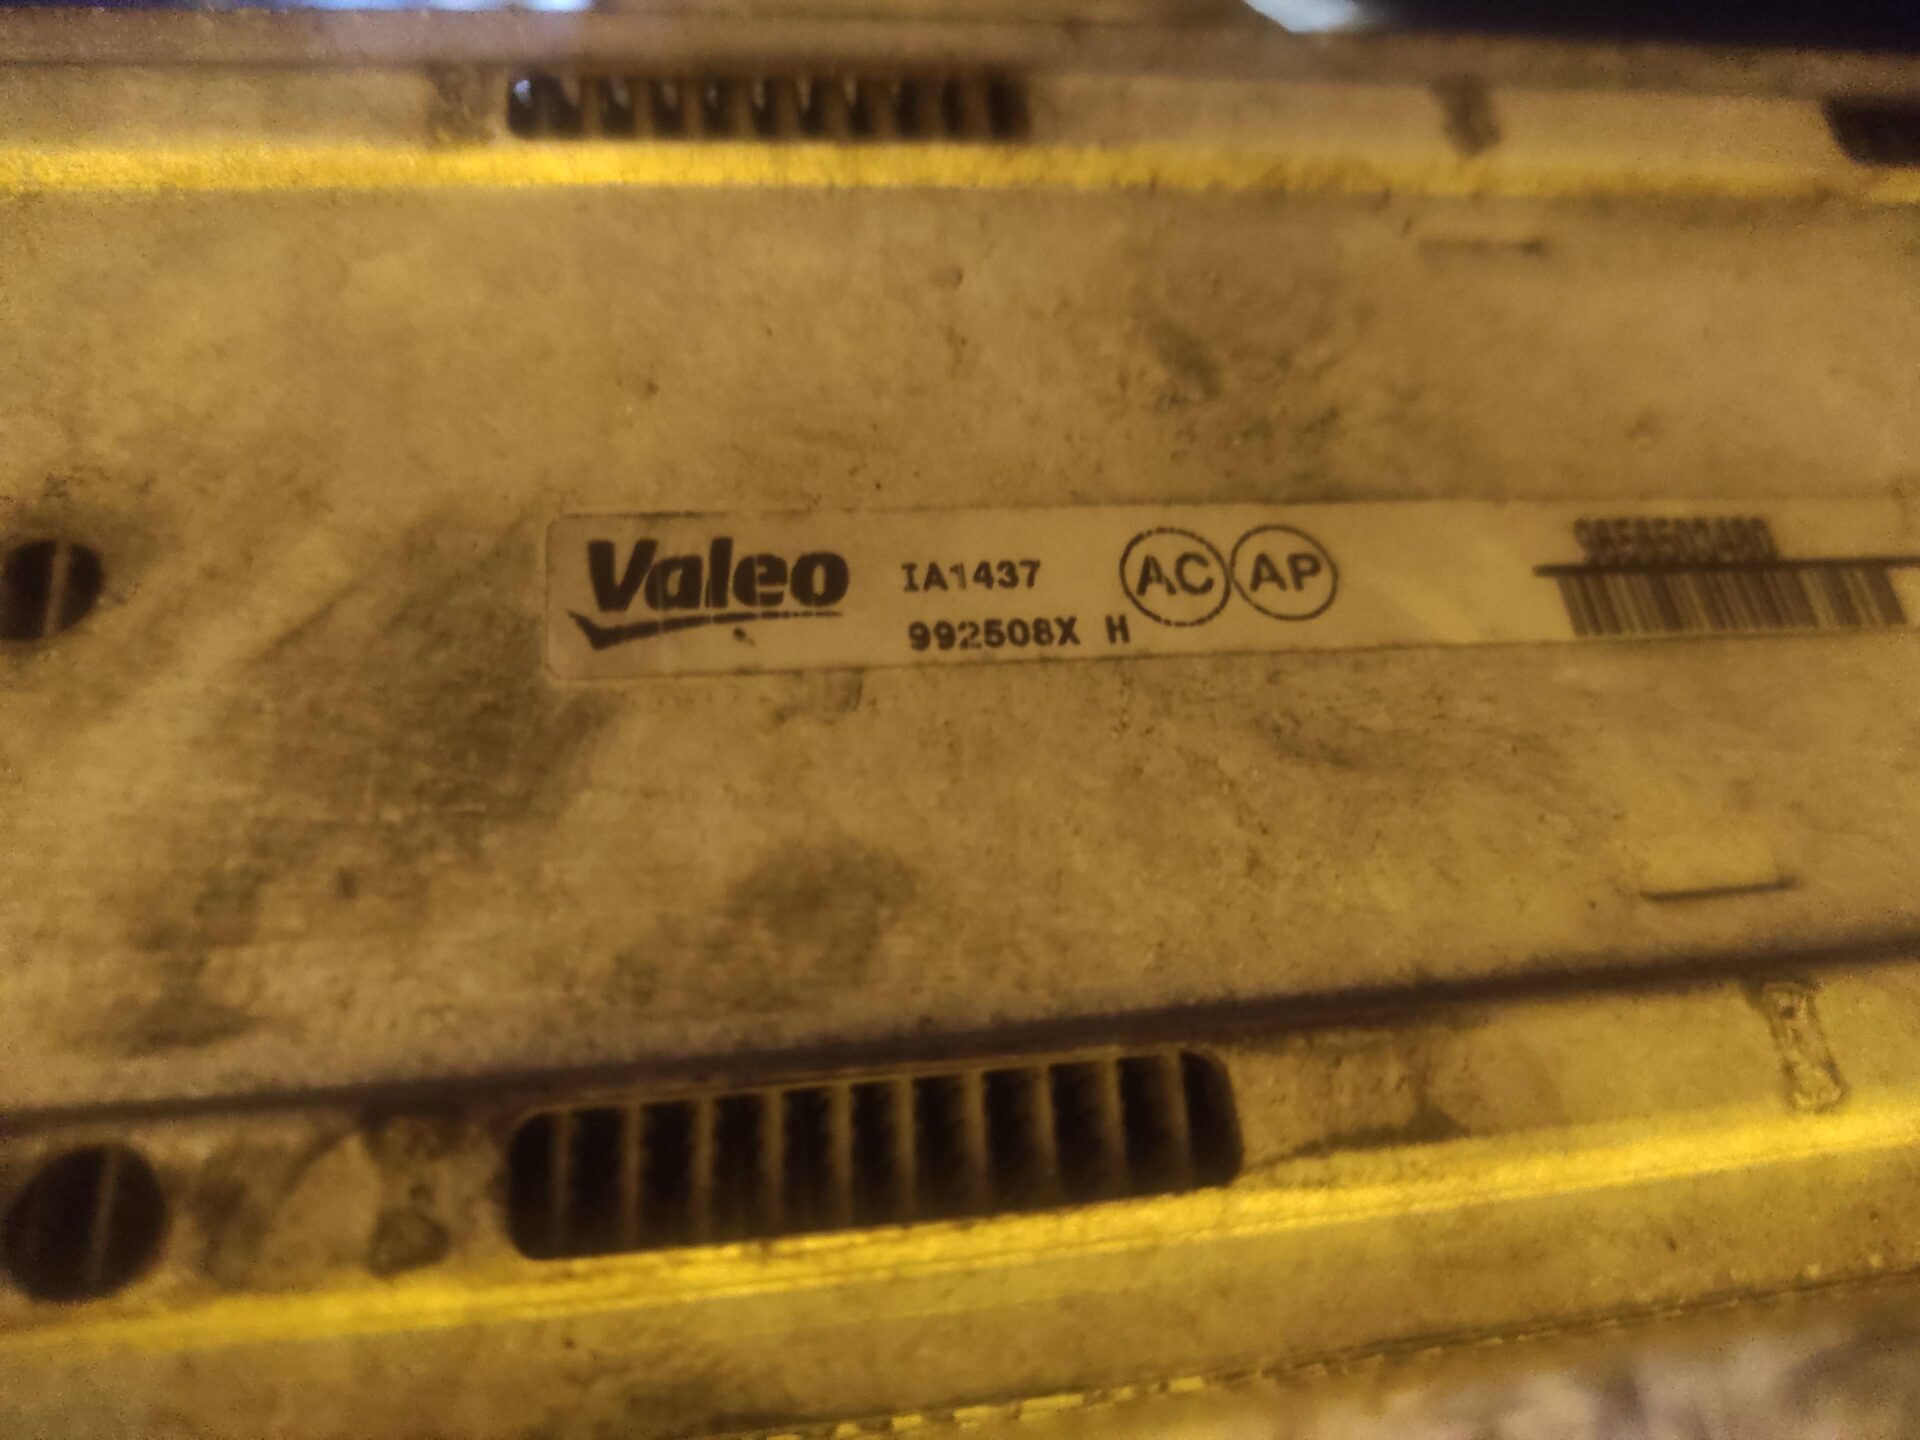 Valeo
IA1437
992508X H
AC
AP